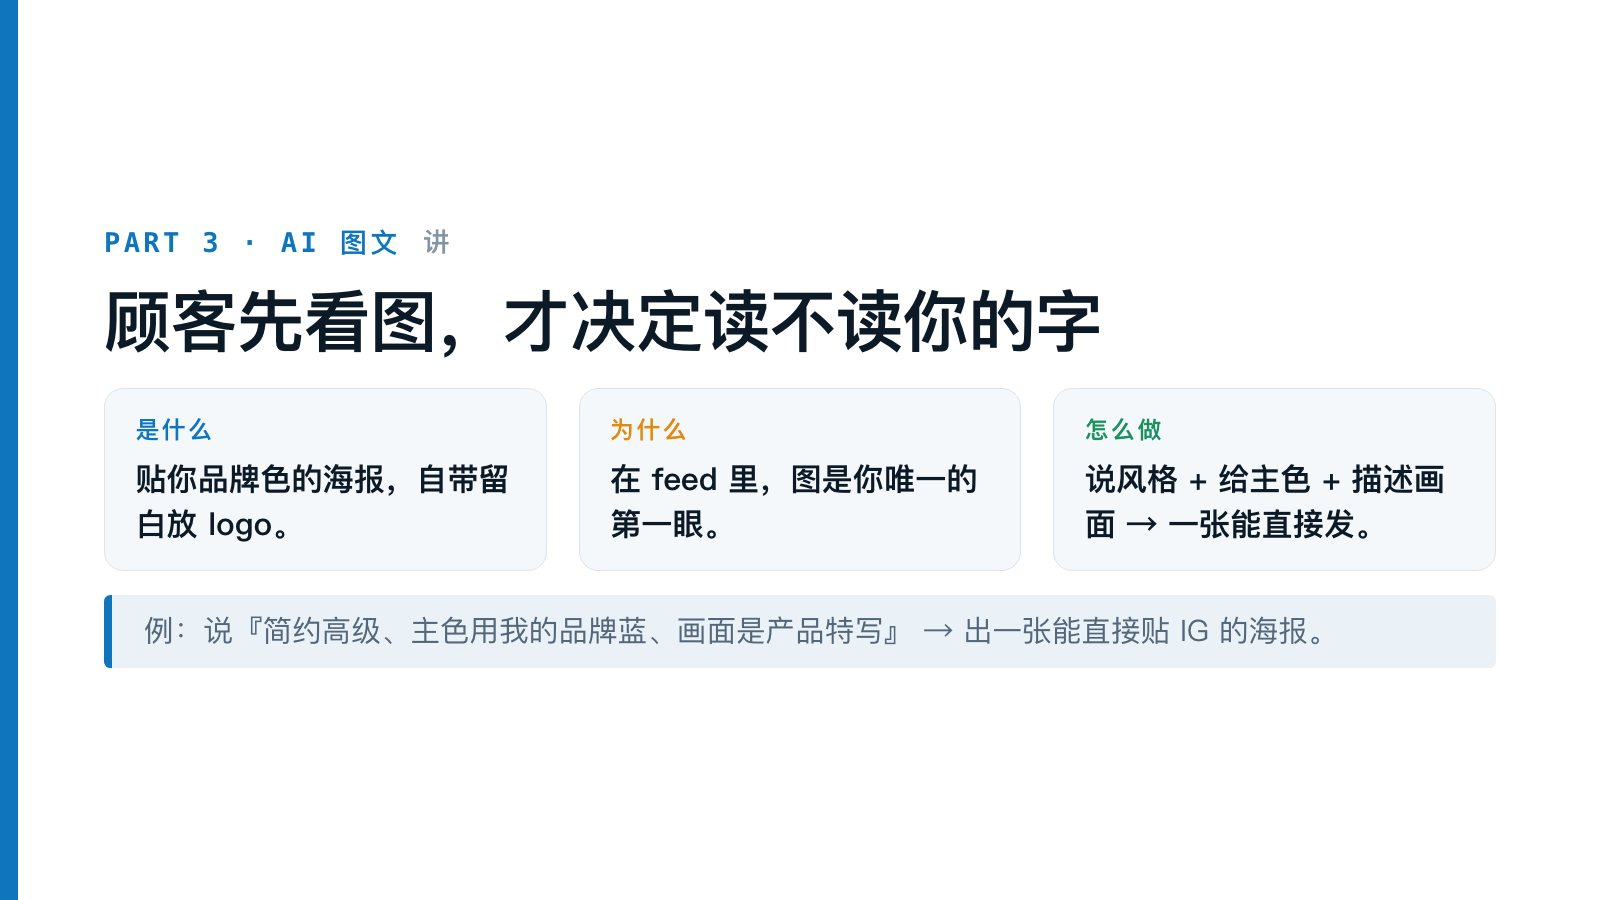 PART 3 · AI 图文 讲
顾客先看图，才决定读不读你的字
是什么
贴你品牌色的海报，自带留
白放 logo。
为什么
在 feed 里，图是你唯一的
第一眼。
怎么做
说风格 + 给主色 + 描述画
面 → 一张能直接发。
例：说『简约高级、主色用我的品牌蓝、画面是产品特写』 → 出一张能直接贴 IG 的海报。